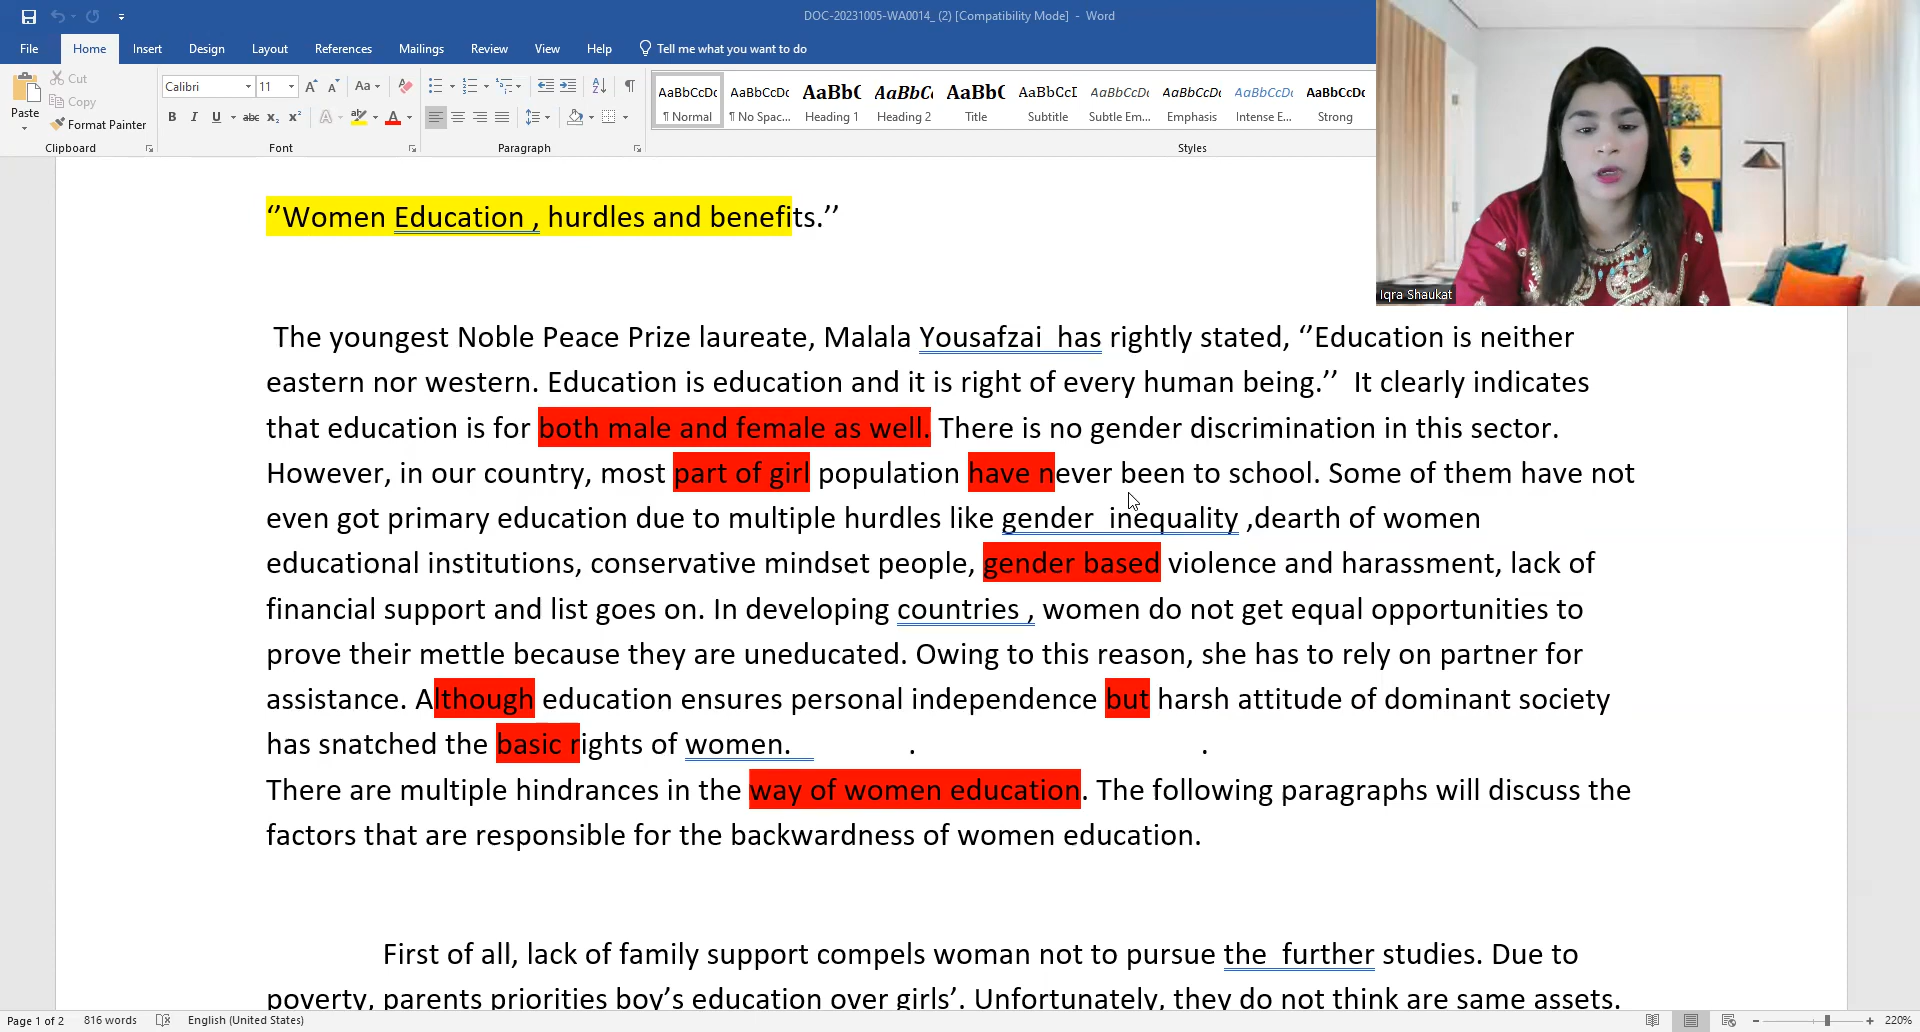 DOC-20231005-WA0014_ (2) [Compatibility Mode] - Word
File Home Insert Design Layout References Mailings Review View Help Tell me what you want to do
Paste
Cut
Copy
Format Painter
Clipboard
Calibri 11
Aa
B I U abc x₂ x² A A
Font
Paragraph
AaBbCcDc AaBbCcDc AaBbC AaBbCc AaBbC AaBbCcD AaBbCcDc AaBbCcDc AaBbCcDc AaBbCcDc
¶ Normal ¶ No Spac... Heading 1 Heading 2 Title Subtitle Subtle Em... Emphasis Intense E... Strong
Styles
Iqra Shaukat
‘’Women Education , hurdles and benefits.’’
The youngest Noble Peace Prize laureate, Malala Yousafzai  has rightly stated, ‘’Education is neither
eastern nor western. Education is education and it is right of every human being.’’  It clearly indicates
that education is for both male and female as well. There is no gender discrimination in this sector.
However, in our country, most part of girl population have never been to school. Some of them have not
even got primary education due to multiple hurdles like gender  inequality ,dearth of women
educational institutions, conservative mindset people, gender based violence and harassment, lack of
financial support and list goes on. In developing countries , women do not get equal opportunities to
prove their mettle because they are uneducated. Owing to this reason, she has to rely on partner for
assistance. Although education ensures personal independence but harsh attitude of dominant society
has snatched the basic rights of women. . .
There are multiple hindrances in the way of women education. The following paragraphs will discuss the
factors that are responsible for the backwardness of women education.
First of all, lack of family support compels woman not to pursue the  further studies. Due to
poverty, parents priorities boy’s education over girls’. Unfortunately, they do not think are same assets.
Page 1 of 2 816 words English (United States) 220%